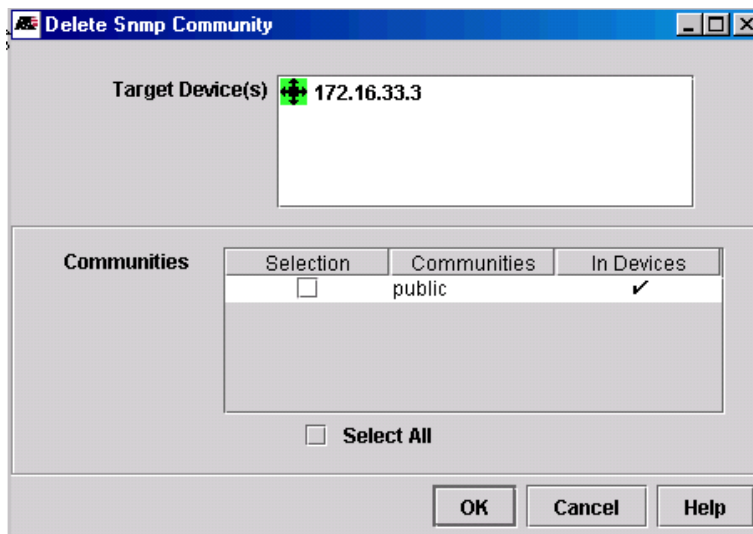 Delete Snmp Community
Target Device(s) 172.16.33.3
Communities
Selection Communities In Devices
public
Select All
OK Cancel Help